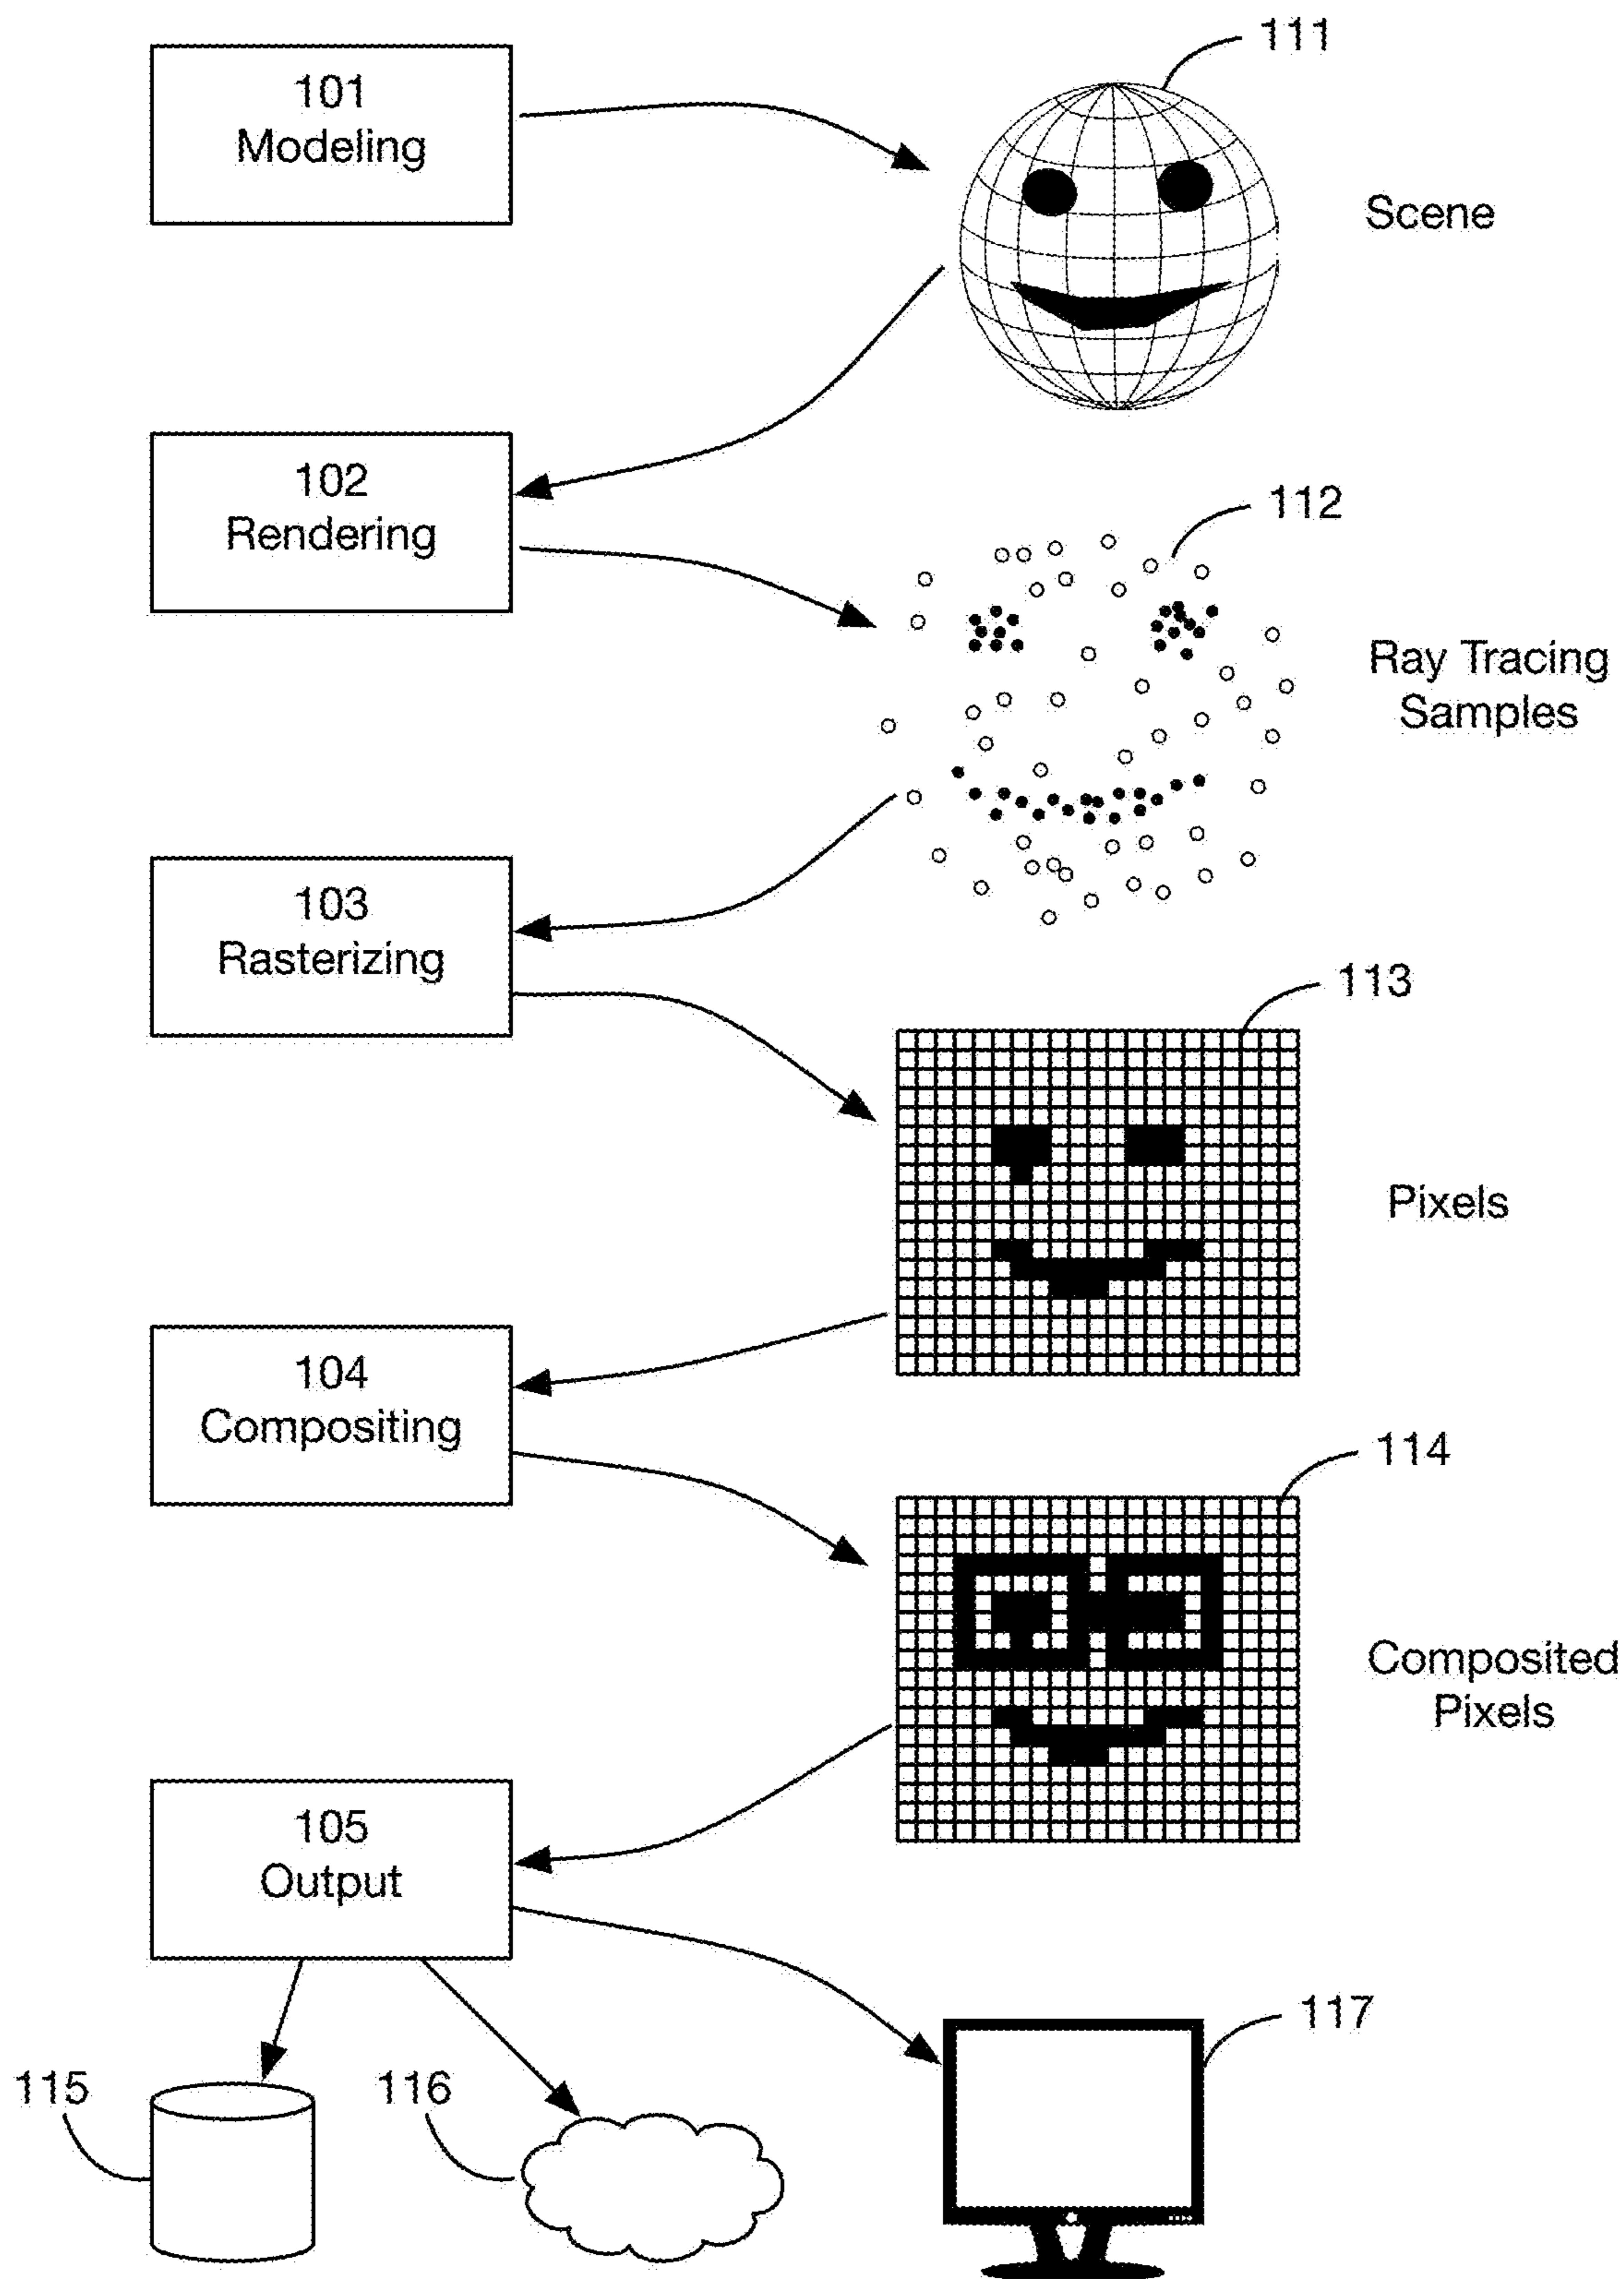 111
101
Modeling
Scene
102
Rendering
112
Ray Tracing
Samples
103
Rasterizing
113
Pixels
104
Compositing
114
Composited
Pixels
105
Output
117
115
116